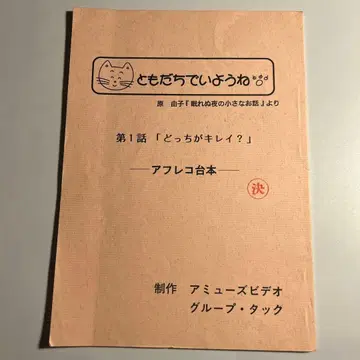 ともだちでいようね
原　由子『眠れぬ夜の小さなお話』より
第1話 「どっちがキレイ？」
──アフレコ台本──
決
制作　アミューズビデオ
グループ・タック